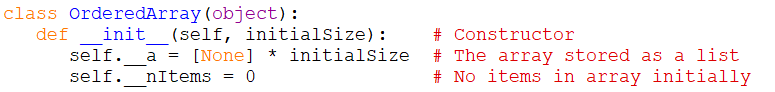 class OrderedArray(object):
   def __init__(self, initialSize):    # Constructor
      self.__a = [None] * initialSize  # The array stored as a list
      self.__nItems = 0                # No items in array initially